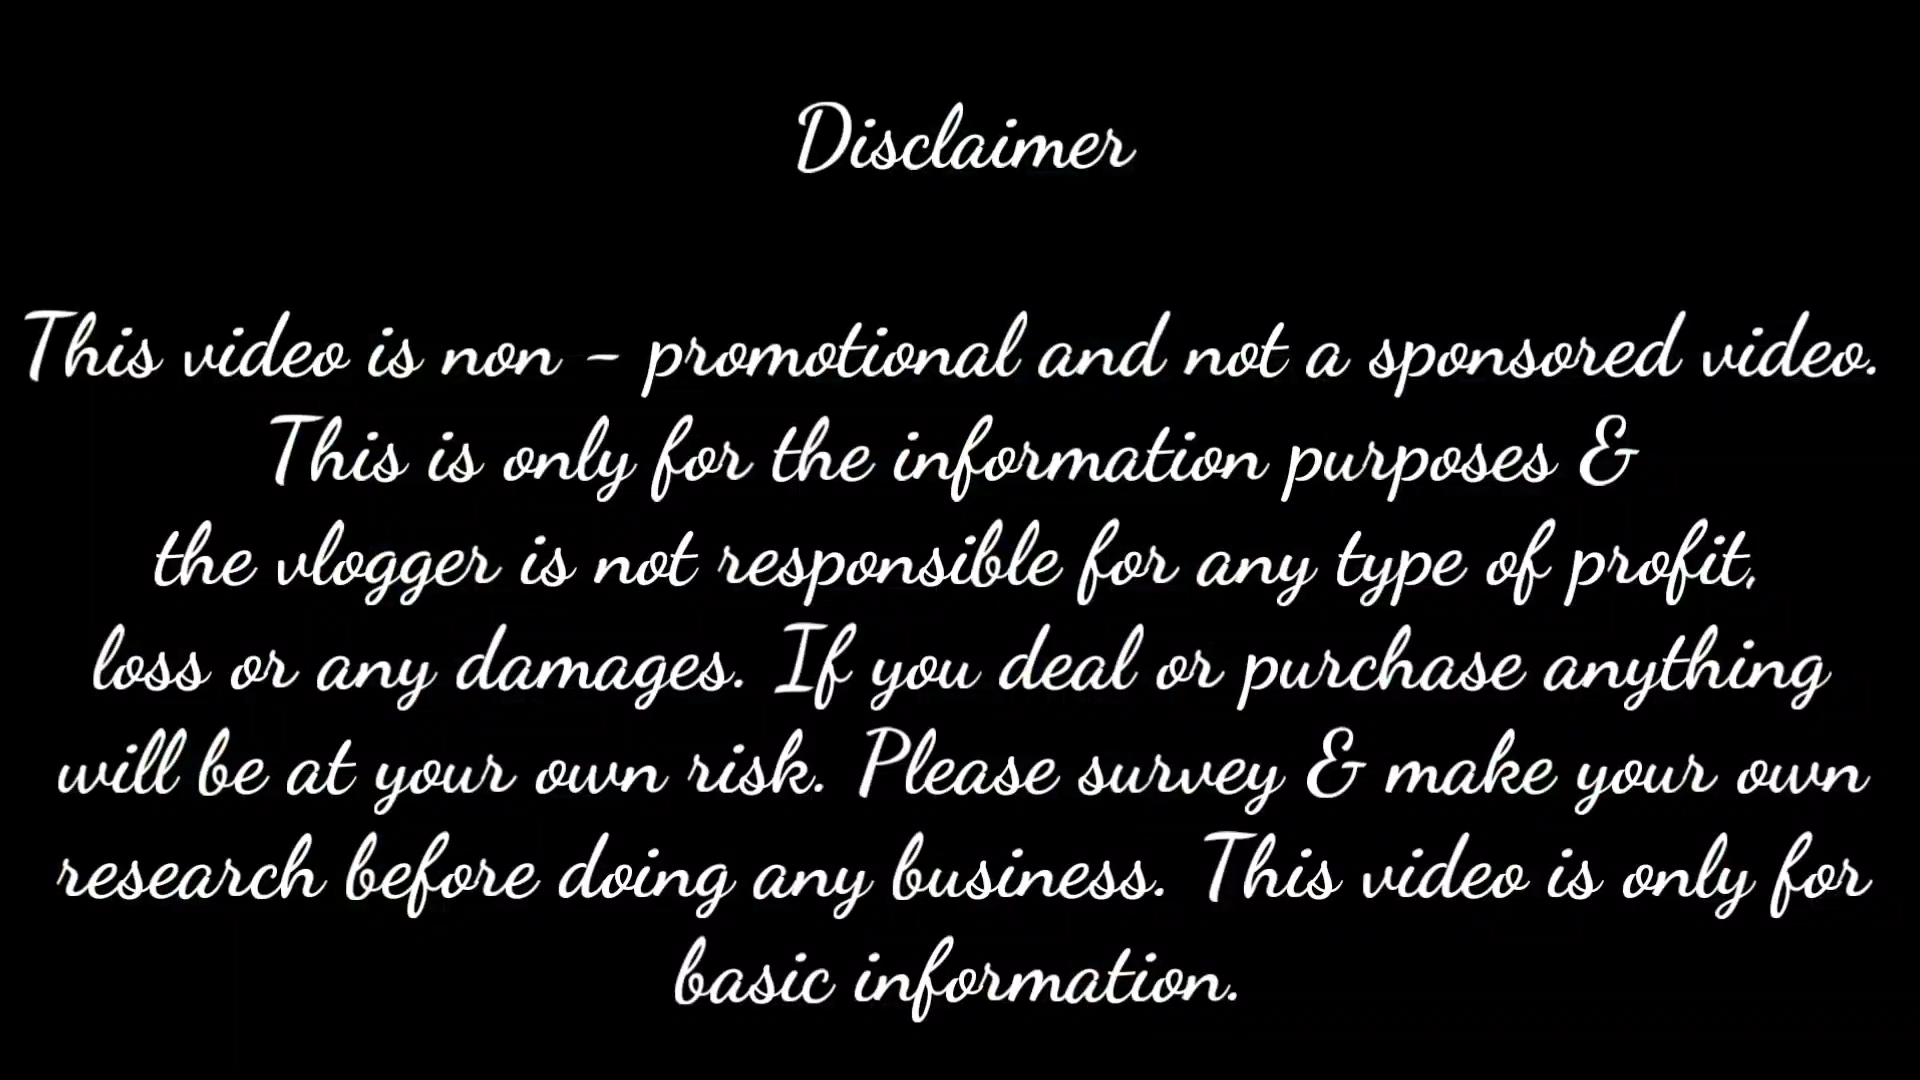 Disclaimer
This video is non - promotional and not a sponsored video.
This is only for the information purposes &
the vlogger is not responsible for any type of profit,
loss or any damages. If you deal or purchase anything
will be at your own risk. Please survey & make your own
research before doing any business. This video is only for
basic information.